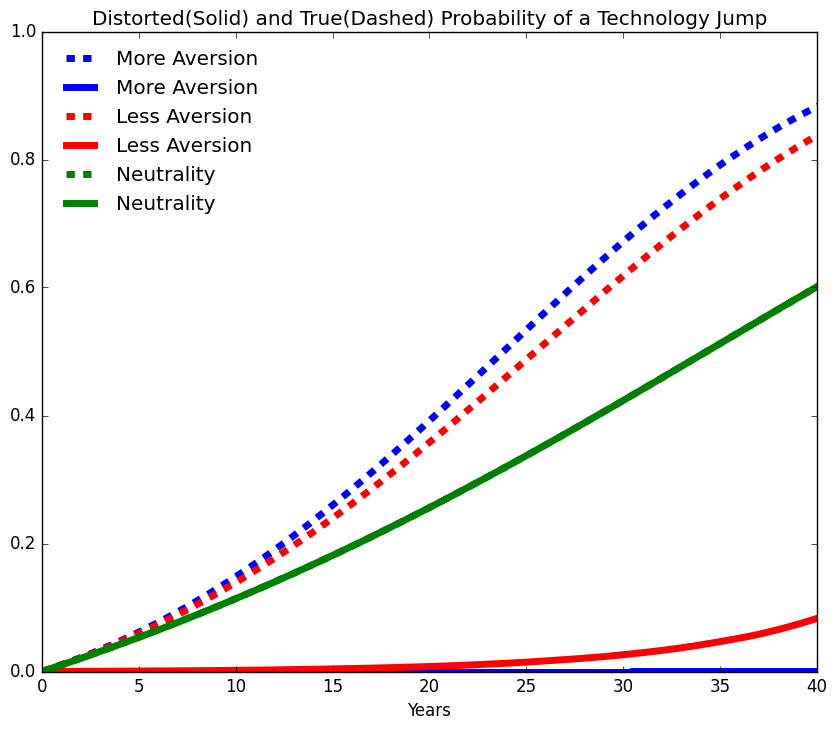 Distorted(Solid) and True(Dashed) Probability of a Technology Jump
1.0
More Aversion
More Aversion
Less Aversion
Less Aversion
Neutrality
Neutrality
0.8
0.6
0.4
0.2
0.0
0 5 10 15 20 25 30 35 40
Years